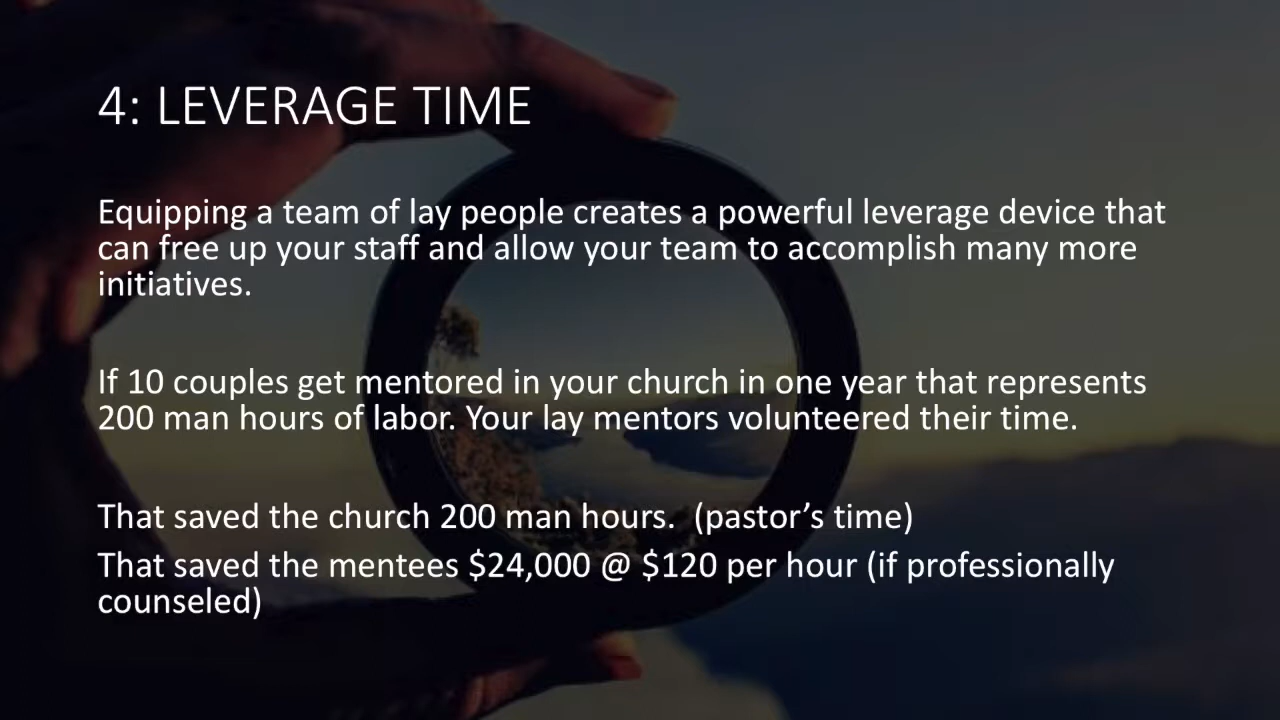 4: LEVERAGE TIME
Equipping a team of lay people creates a powerful leverage device that
can free up your staff and allow your team to accomplish many more
initiatives.
If 10 couples get mentored in your church in one year that represents
200 man hours of labor. Your lay mentors volunteered their time.
That saved the church 200 man hours.  (pastor’s time)
That saved the mentees $24,000 @ $120 per hour (if professionally
counseled)